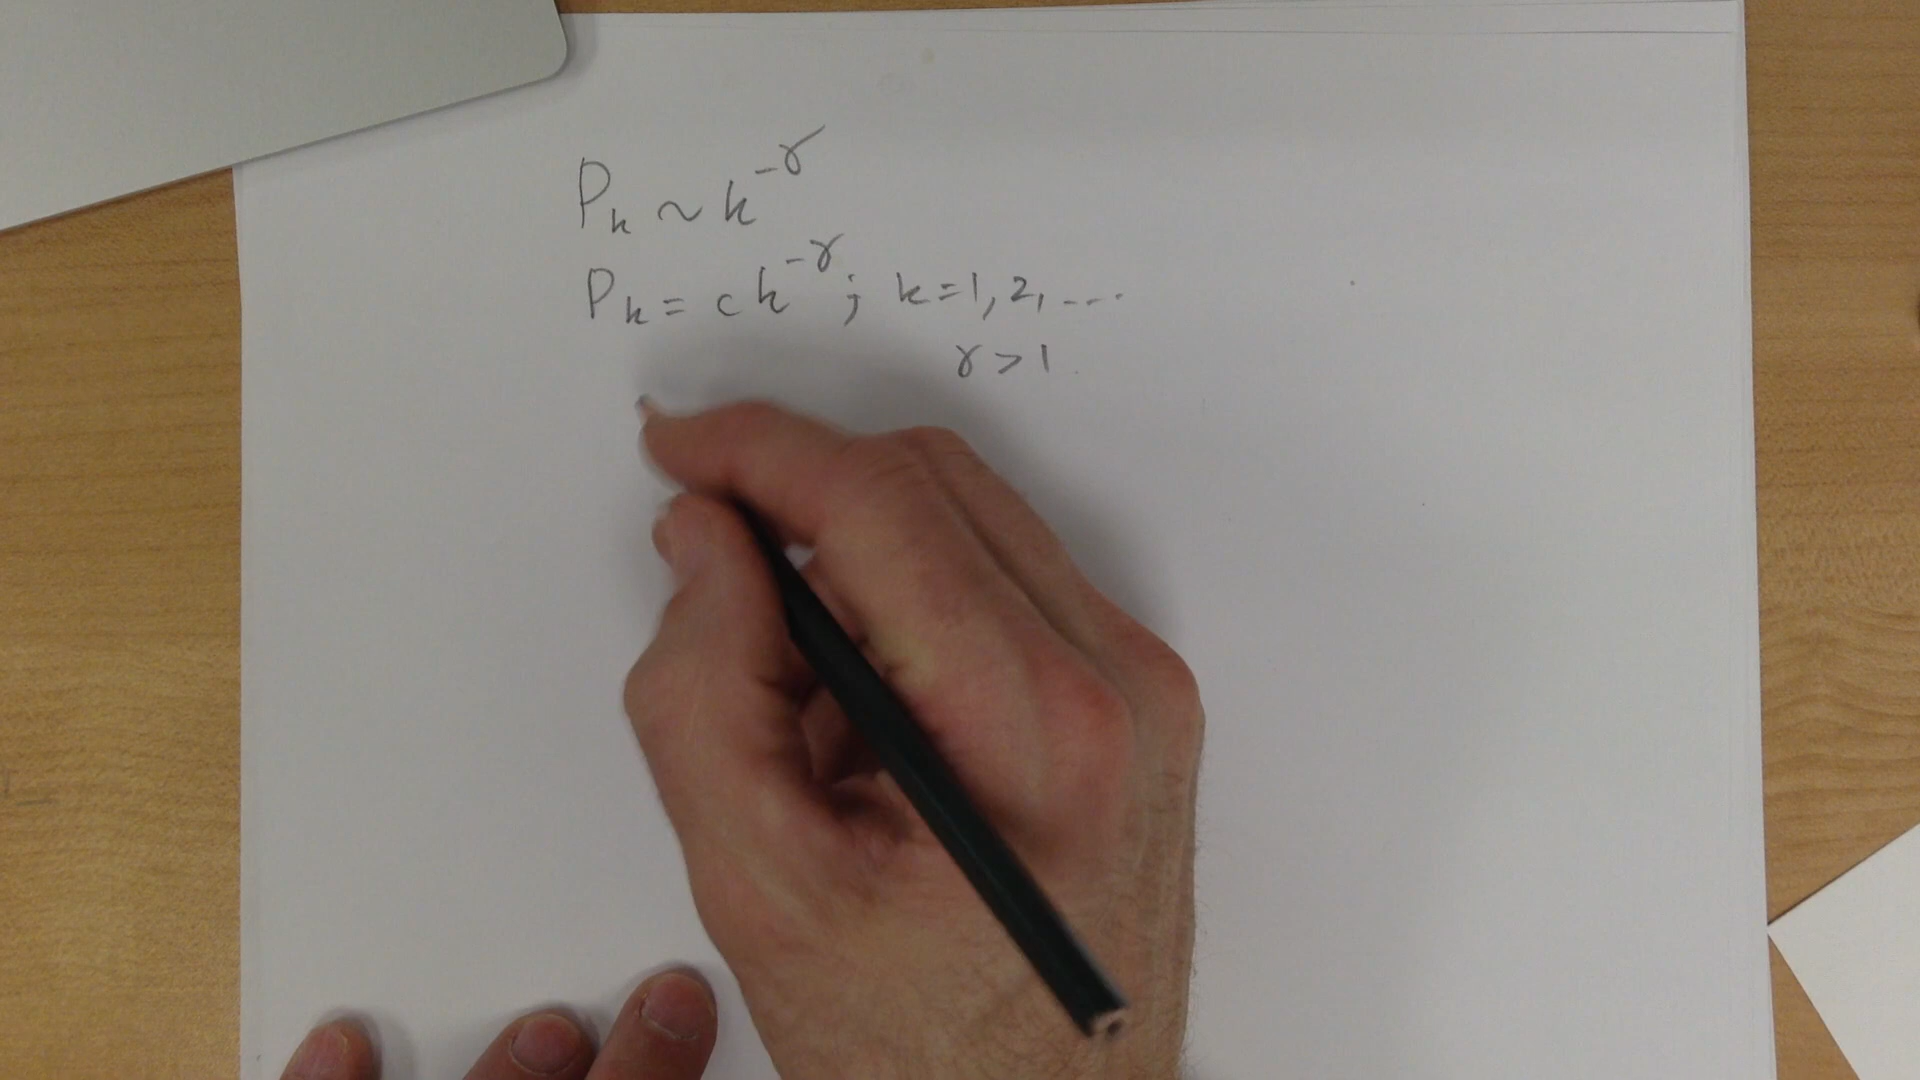 P_k ~ k^{-γ}
P_k = c k^{-γ}; k = 1, 2, ....
γ > 1